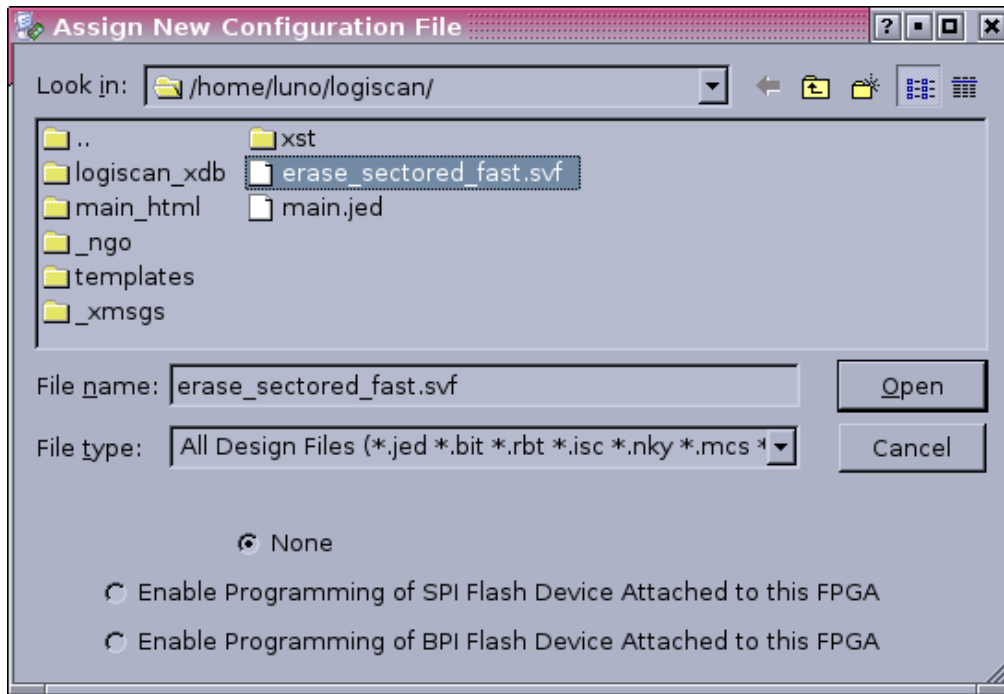 Assign New Configuration File
Look in: /home/luno/logiscan/
.. xst
logiscan_xdb erase_sectored_fast.svf
main_html main.jed
_ngo
templates
_xmsgs
File name: erase_sectored_fast.svf Open
File type: All Design Files (*.jed *.bit *.rbt *.isc *.nky *.mcs * Cancel
None
Enable Programming of SPI Flash Device Attached to this FPGA
Enable Programming of BPI Flash Device Attached to this FPGA